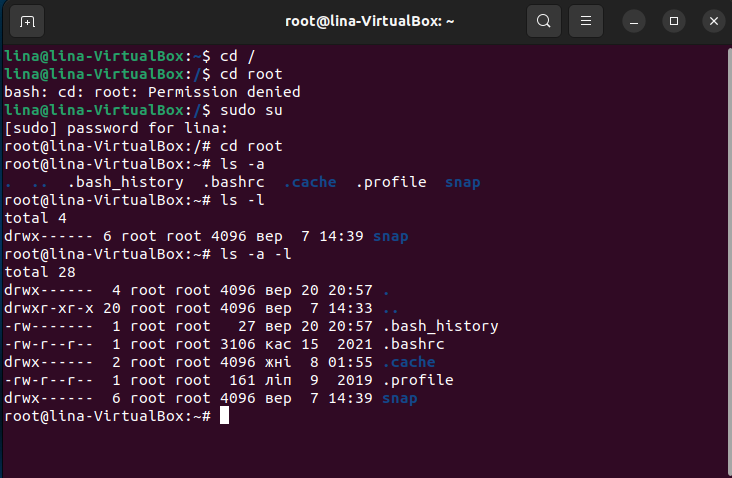 root@lina-VirtualBox: ~
lina@lina-VirtualBox:~$ cd /
lina@lina-VirtualBox:/$ cd root
bash: cd: root: Permission denied
lina@lina-VirtualBox:/$ sudo su
[sudo] password for lina:
root@lina-VirtualBox:/# cd root
root@lina-VirtualBox:~# ls -a
.  ..  .bash_history  .bashrc  .cache  .profile  snap
root@lina-VirtualBox:~# ls -l
total 4
drwx------ 6 root root 4096 вер  7 14:39 snap
root@lina-VirtualBox:~# ls -a -l
total 28
drwx------  4 root root 4096 вер 20 20:57 .
drwxr-xr-x 20 root root 4096 вер  7 14:33 ..
-rw-------  1 root root   27 вер 20 20:57 .bash_history
-rw-r--r--  1 root root 3106 кас 15  2021 .bashrc
drwx------  2 root root 4096 жні  8 01:55 .cache
-rw-r--r--  1 root root  161 ліп  9  2019 .profile
drwx------  6 root root 4096 вер  7 14:39 snap
root@lina-VirtualBox:~#